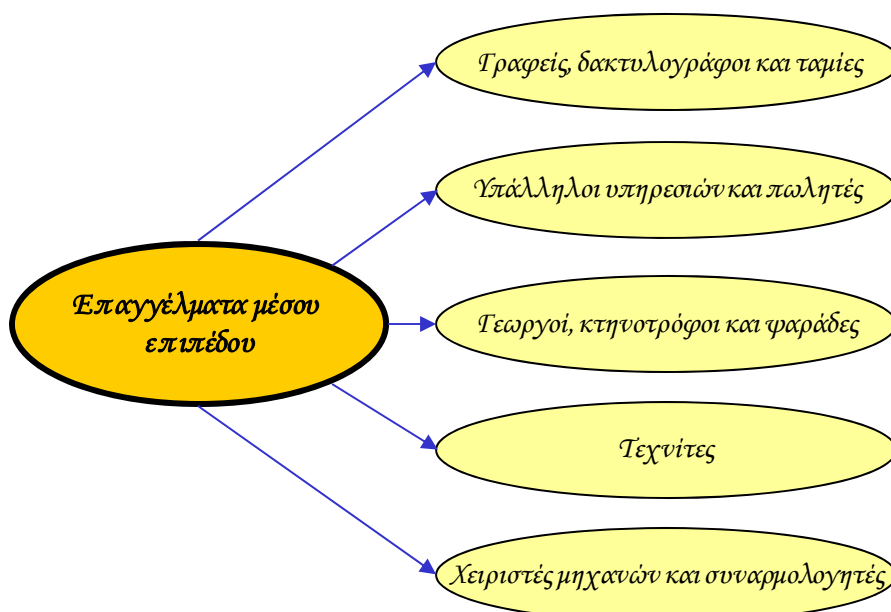 Γραφείς, δακτυλογράφοι και ταμίες
Υπάλληλοι υπηρεσιών και πωλητές
Επαγγέλματα μέσου
επιπέδου
Γεωργοί, κτηνοτρόφοι και ψαράδες
Τεχνίτες
Χειριστές μηχανών και συναρμολογητές